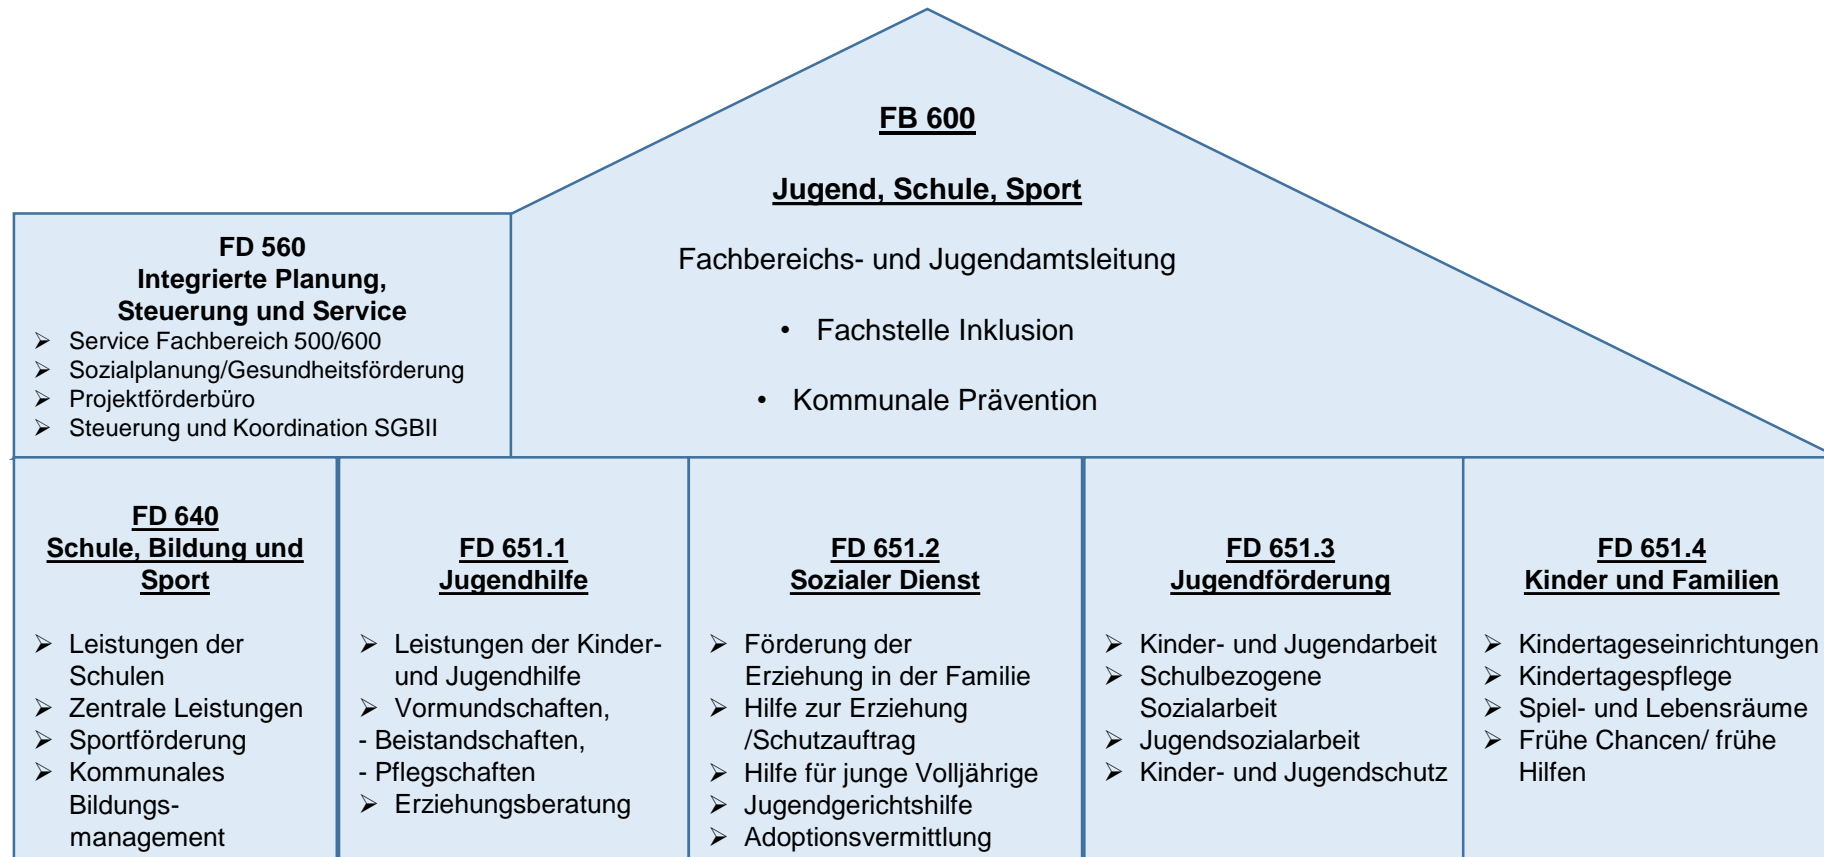 FB 600
Jugend, Schule, Sport
Fachbereichs- und Jugendamtsleitung
• Fachstelle Inklusion
• Kommunale Prävention
FD 560
Integrierte Planung,
Steuerung und Service
➢ Service Fachbereich 500/600
➢ Sozialplanung/Gesundheitsförderung
➢ Projektförderbüro
➢ Steuerung und Koordination SGBII
FD 640
Schule, Bildung und
Sport
➢ Leistungen der
Schulen
➢ Zentrale Leistungen
➢ Sportförderung
➢ Kommunales
Bildungs-
management
FD 651.1
Jugendhilfe
➢ Leistungen der Kinder-
und Jugendhilfe
➢ Vormundschaften,
- Beistandschaften,
- Pflegschaften
➢ Erziehungsberatung
FD 651.2
Sozialer Dienst
➢ Förderung der
Erziehung in der Familie
➢ Hilfe zur Erziehung
/Schutzauftrag
➢ Hilfe für junge Volljährige
➢ Jugendgerichtshilfe
➢ Adoptionsvermittlung
FD 651.3
Jugendförderung
➢ Kinder- und Jugendarbeit
➢ Schulbezogene
Sozialarbeit
➢ Jugendsozialarbeit
➢ Kinder- und Jugendschutz
FD 651.4
Kinder und Familien
➢ Kindertageseinrichtungen
➢ Kindertagespflege
➢ Spiel- und Lebensräume
➢ Frühe Chancen/ frühe
Hilfen